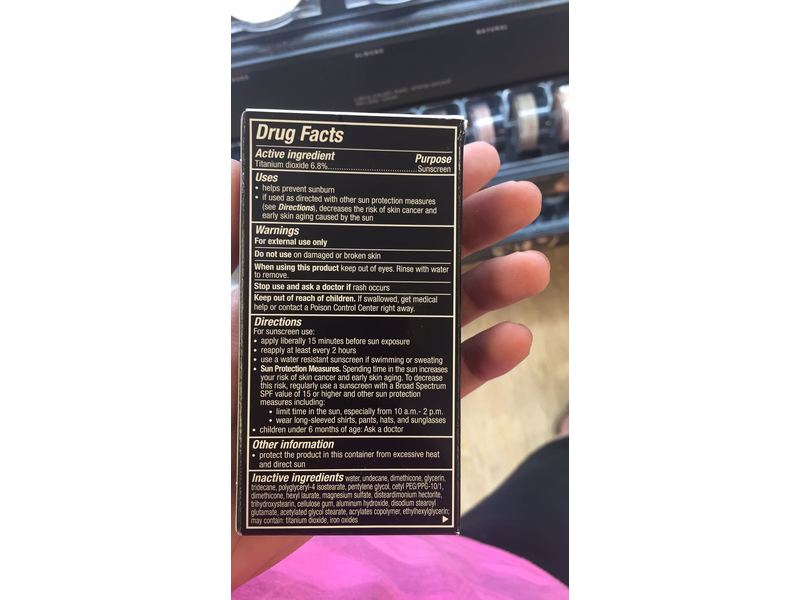 NATURAL
BLMOND
Drug Facts
Active ingredient Purpose
Titanium dioxide 6.8%.......................................Sunscreen
Uses
• helps prevent sunburn
• if used as directed with other sun protection measures
(see Directions), decreases the risk of skin cancer and
early skin aging caused by the sun
Warnings
For external use only
Do not use on damaged or broken skin
When using this product keep out of eyes. Rinse with water
to remove.
Stop use and ask a doctor if rash occurs
Keep out of reach of children. If swallowed, get medical
help or contact a Poison Control Center right away.
Directions
For sunscreen use:
• apply liberally 15 minutes before sun exposure
• reapply at least every 2 hours
• use a water resistant sunscreen if swimming or sweating
• Sun Protection Measures. Spending time in the sun increases
your risk of skin cancer and early skin aging. To decrease
this risk, regularly use a sunscreen with a Broad Spectrum
SPF value of 15 or higher and other sun protection
measures including:
• limit time in the sun, especially from 10 a.m.- 2 p.m.
• wear long-sleeved shirts, pants, hats, and sunglasses
• children under 6 months of age: Ask a doctor
Other information
• protect the product in this container from excessive heat
and direct sun
Inactive ingredients water, undecane, dimethicone, glycerin,
tridecane, polyglyceryl-4 isostearate, pentylene glycol, cetyl PEG/PPG-10/1,
dimethicone, hexyl laurate, magnesium sulfate, disteardimonium hectorite,
trihydroxystearin, cellulose gum, aluminum hydroxide, disodium stearoyl
glutamate, acetylated glycol stearate, acrylates copolymer, ethylhexylglycerin;
may contain: titanium dioxide, iron oxides